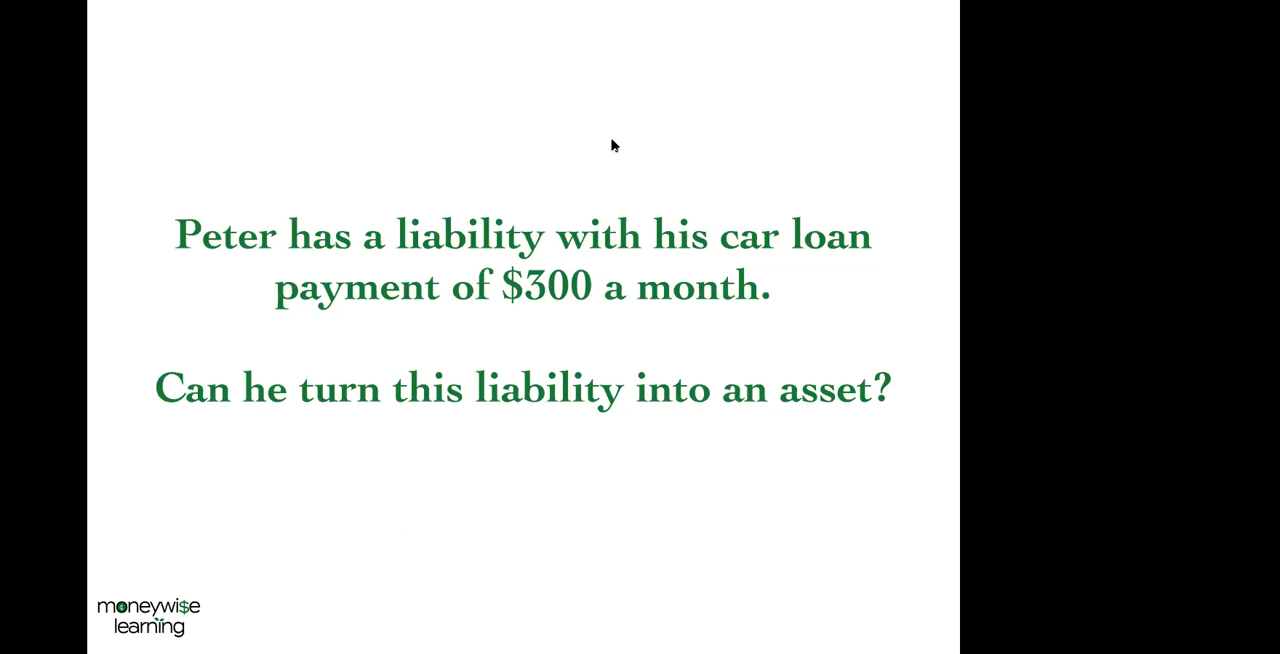 Peter has a liability with his car loan
payment of $300 a month.
Can he turn this liability into an asset?
moneywi$e
learning